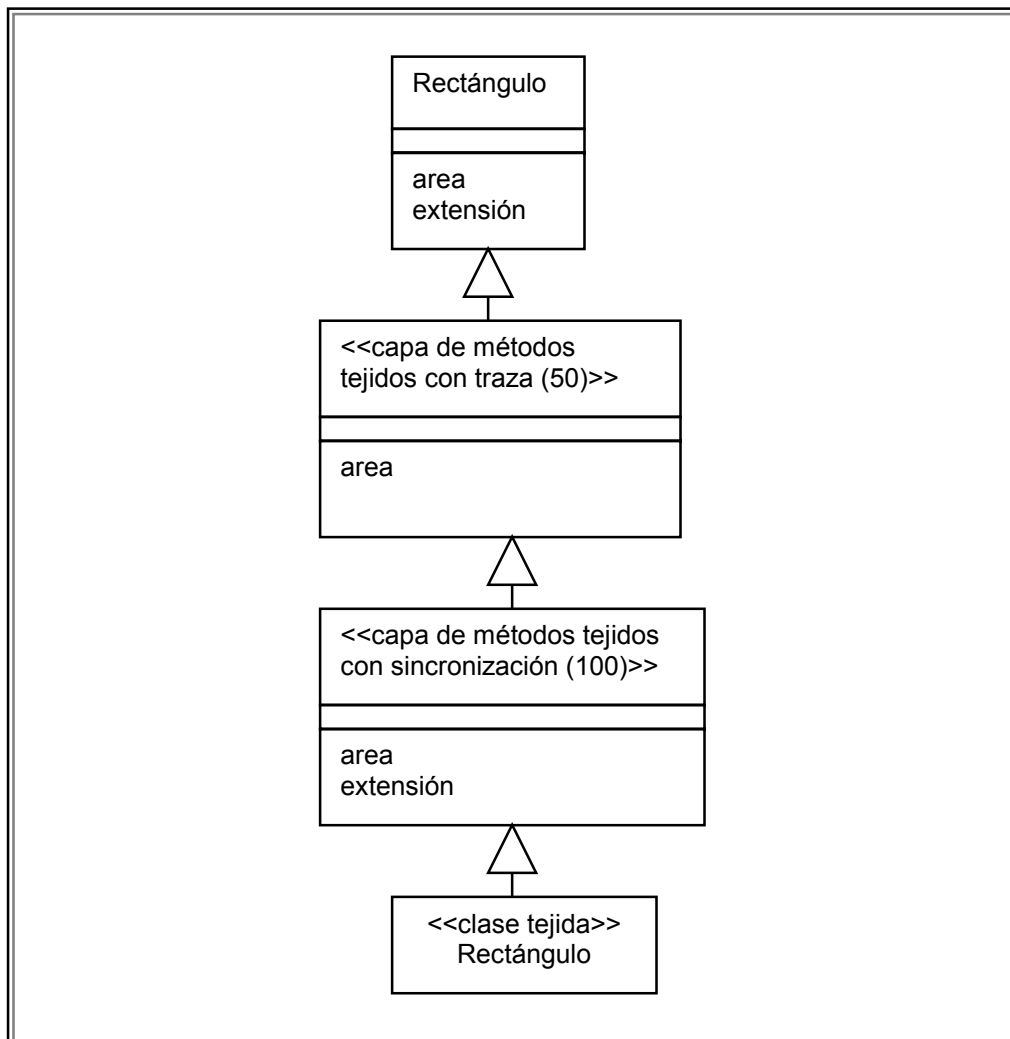 Rectángulo
area
extensión
<<capa de métodos
tejidos con traza (50)>>
area
<<capa de métodos tejidos
con sincronización (100)>>
area
extensión
<<clase tejida>>
Rectángulo